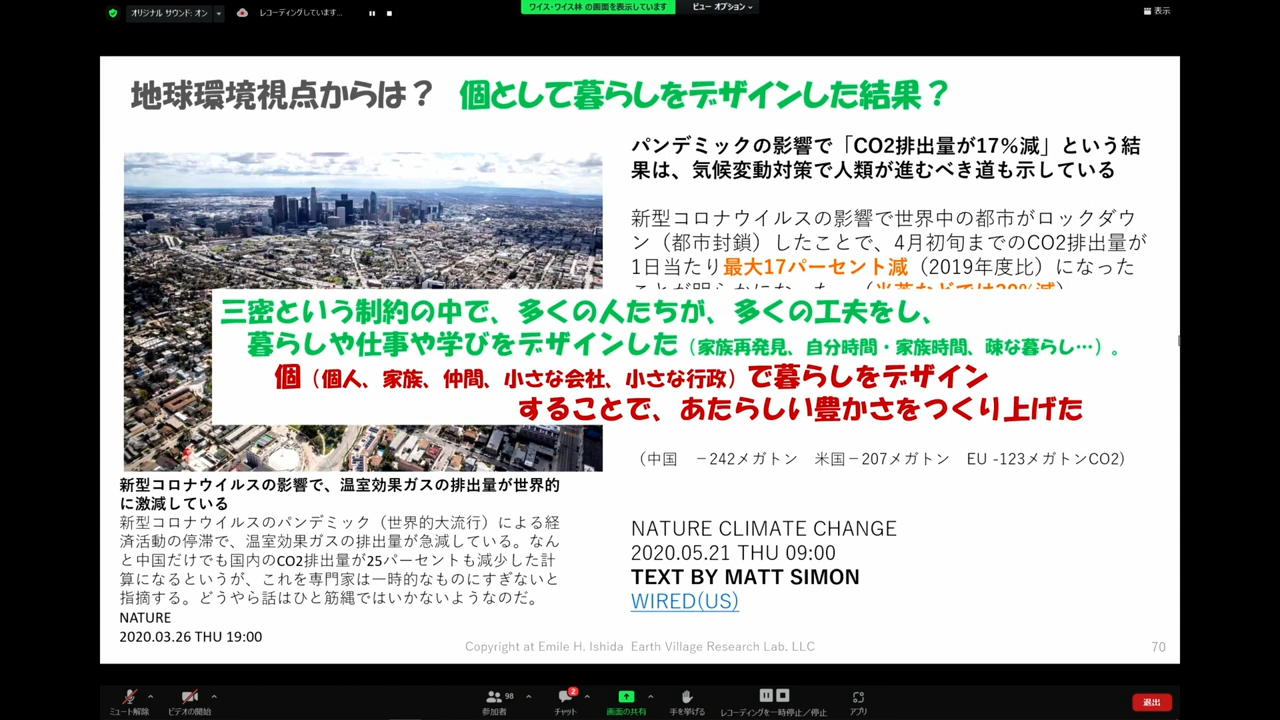 オリジナル サウンド: オン
レコーディングしています...
ワイス・ワイス林 の画面を表示しています
ビュー オプション
表示
地球環境視点からは？ 個として暮らしをデザインした結果？
パンデミックの影響で「CO2排出量が17%減」という結
果は、気候変動対策で人類が進むべき道も示している
新型コロナウイルスの影響で世界中の都市がロックダウ
ン（都市封鎖）したことで、4月初旬までのCO2排出量が
1日当たり最大17パーセント減（2019年度比）になった
三密という制約の中で、多くの人たちが、多くの工夫をし、
暮らしや仕事や学びをデザインした（家族再発見、自分時間・家族時間、疎な暮らし…）。
個（個人、家族、仲間、小さな会社、小さな行政）で暮らしをデザイン
することで、あたらしい豊かさをつくり上げた
（中国 －242メガトン 米国－207メガトン EU -123メガトンCO2）
新型コロナウイルスの影響で、温室効果ガスの排出量が世界的
に激減している
新型コロナウイルスのパンデミック（世界的大流行）による経
済活動の停滞で、温室効果ガスの排出量が急減している。なん
と中国だけでも国内のCO2排出量が25パーセントも減少した計
算になるというが、これを専門家は一時的なものにすぎないと
指摘する。どうやら話はひと筋縄ではいかないようなのだ。
NATURE
2020.03.26 THU 19:00
NATURE CLIMATE CHANGE
2020.05.21 THU 09:00
TEXT BY MATT SIMON
WIRED(US)
Copyright at Emile H. Ishida Earth Village Research Lab. LLC
70
ミュート解除
ビデオの開始
98
参加者
2
チャット
画面の共有
手を挙げる
レコーディングを一時停止／停止
アプリ
退出